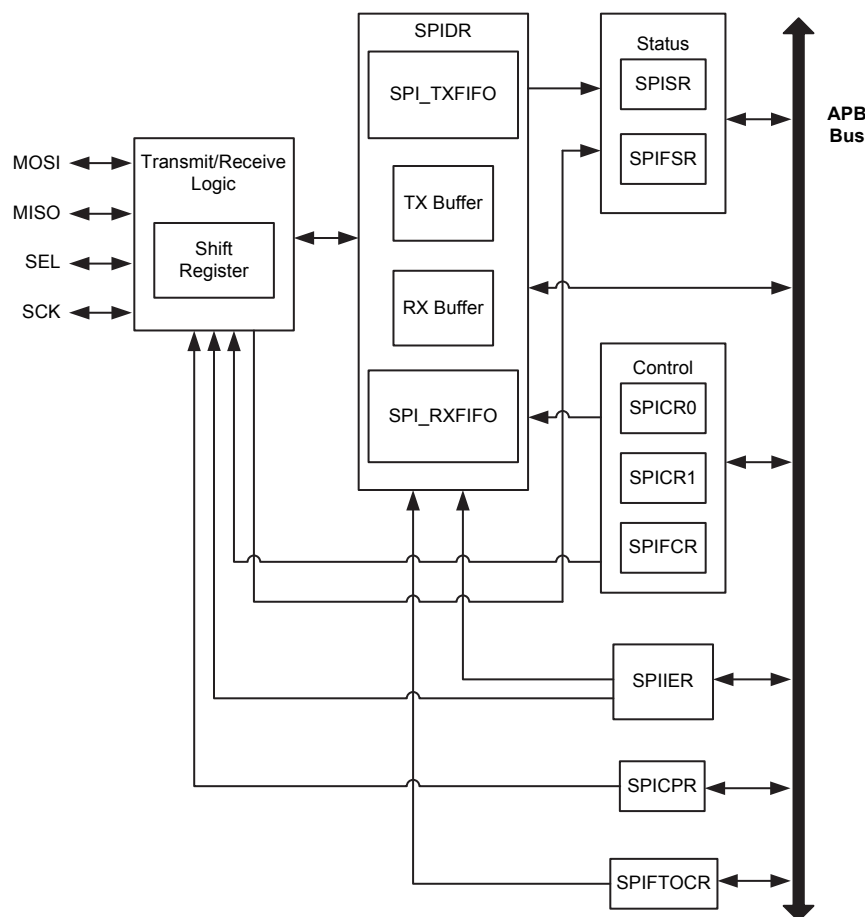 SPIDR
SPI_TXFIFO
TX Buffer
RX Buffer
SPI_RXFIFO
Status
SPISR
SPIFSR
APB
Bus
MOSI
MISO
SEL
SCK
Transmit/Receive
Logic
Shift
Register
Control
SPICR0
SPICR1
SPIFCR
SPIIER
SPICPR
SPIFTOCR